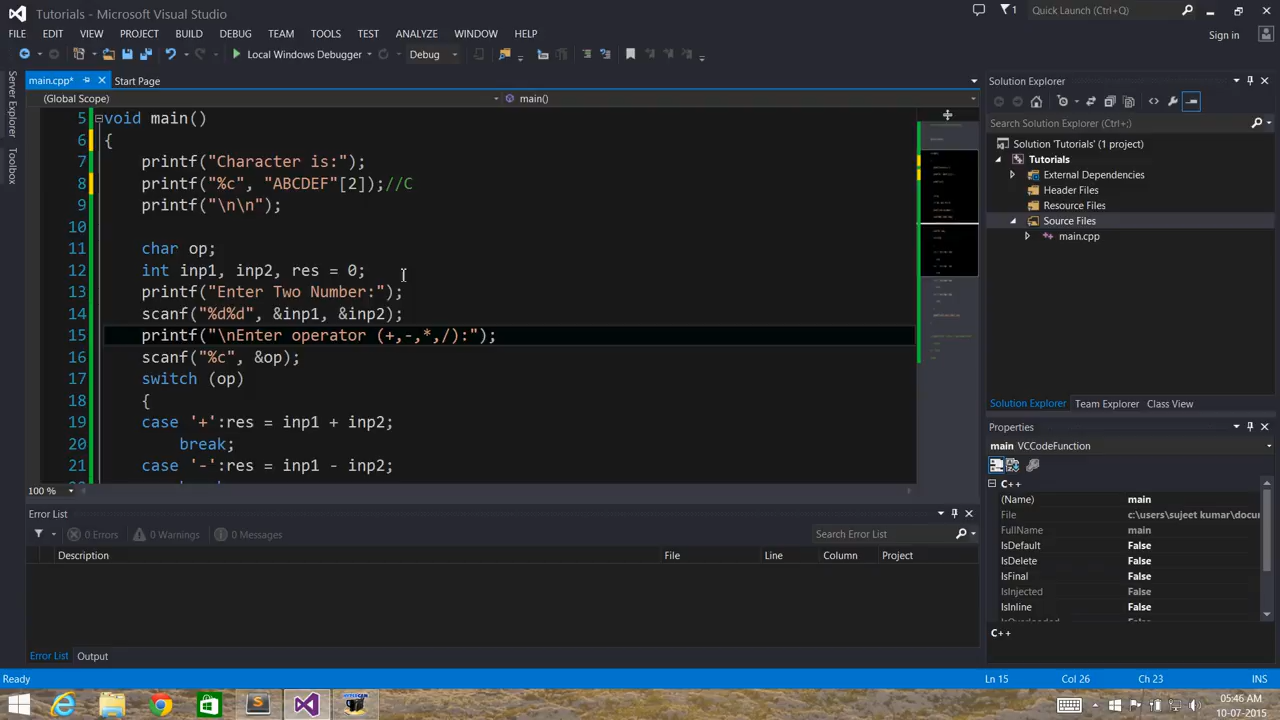 Tutorials - Microsoft Visual Studio
1
Quick Launch (Ctrl+Q)
FILE EDIT VIEW PROJECT BUILD DEBUG TEAM TOOLS TEST ANALYZE WINDOW HELP
Sign in
Local Windows Debugger Debug
Server Explorer
Toolbox
main.cpp* Start Page
(Global Scope) main()
5 void main()
6 {
7 printf("Character is:");
8 printf("%c", "ABCDEF"[2]);//C
9 printf("\n\n");
10
11 char op;
12 int inp1, inp2, res = 0;
13 printf("Enter Two Number:");
14 scanf("%d%d", &inp1, &inp2);
15 printf("\nEnter operator (+,-,*,/):");
16 scanf("%c", &op);
17 switch (op)
18 {
19 case '+':res = inp1 + inp2;
20 break;
21 case '-':res = inp1 - inp2;
100 %
Solution Explorer
Search Solution Explorer (Ctrl+;)
Solution 'Tutorials' (1 project)
Tutorials
External Dependencies
Header Files
Resource Files
Source Files
main.cpp
Solution Explorer Team Explorer Class View
Properties
main VCCodeFunction
C++
(Name) main
File c:\users\sujeet kumar\docu
FullName main
IsDefault False
IsDelete False
IsFinal False
IsInjected False
IsInline False
IsOverloaded False
C++
Error List
0 Errors 0 Warnings 0 Messages
Search Error List
Description File Line Column Project
Error List Output
Ready Ln 15 Col 26 Ch 23 INS
05:46 AM
10-07-2015